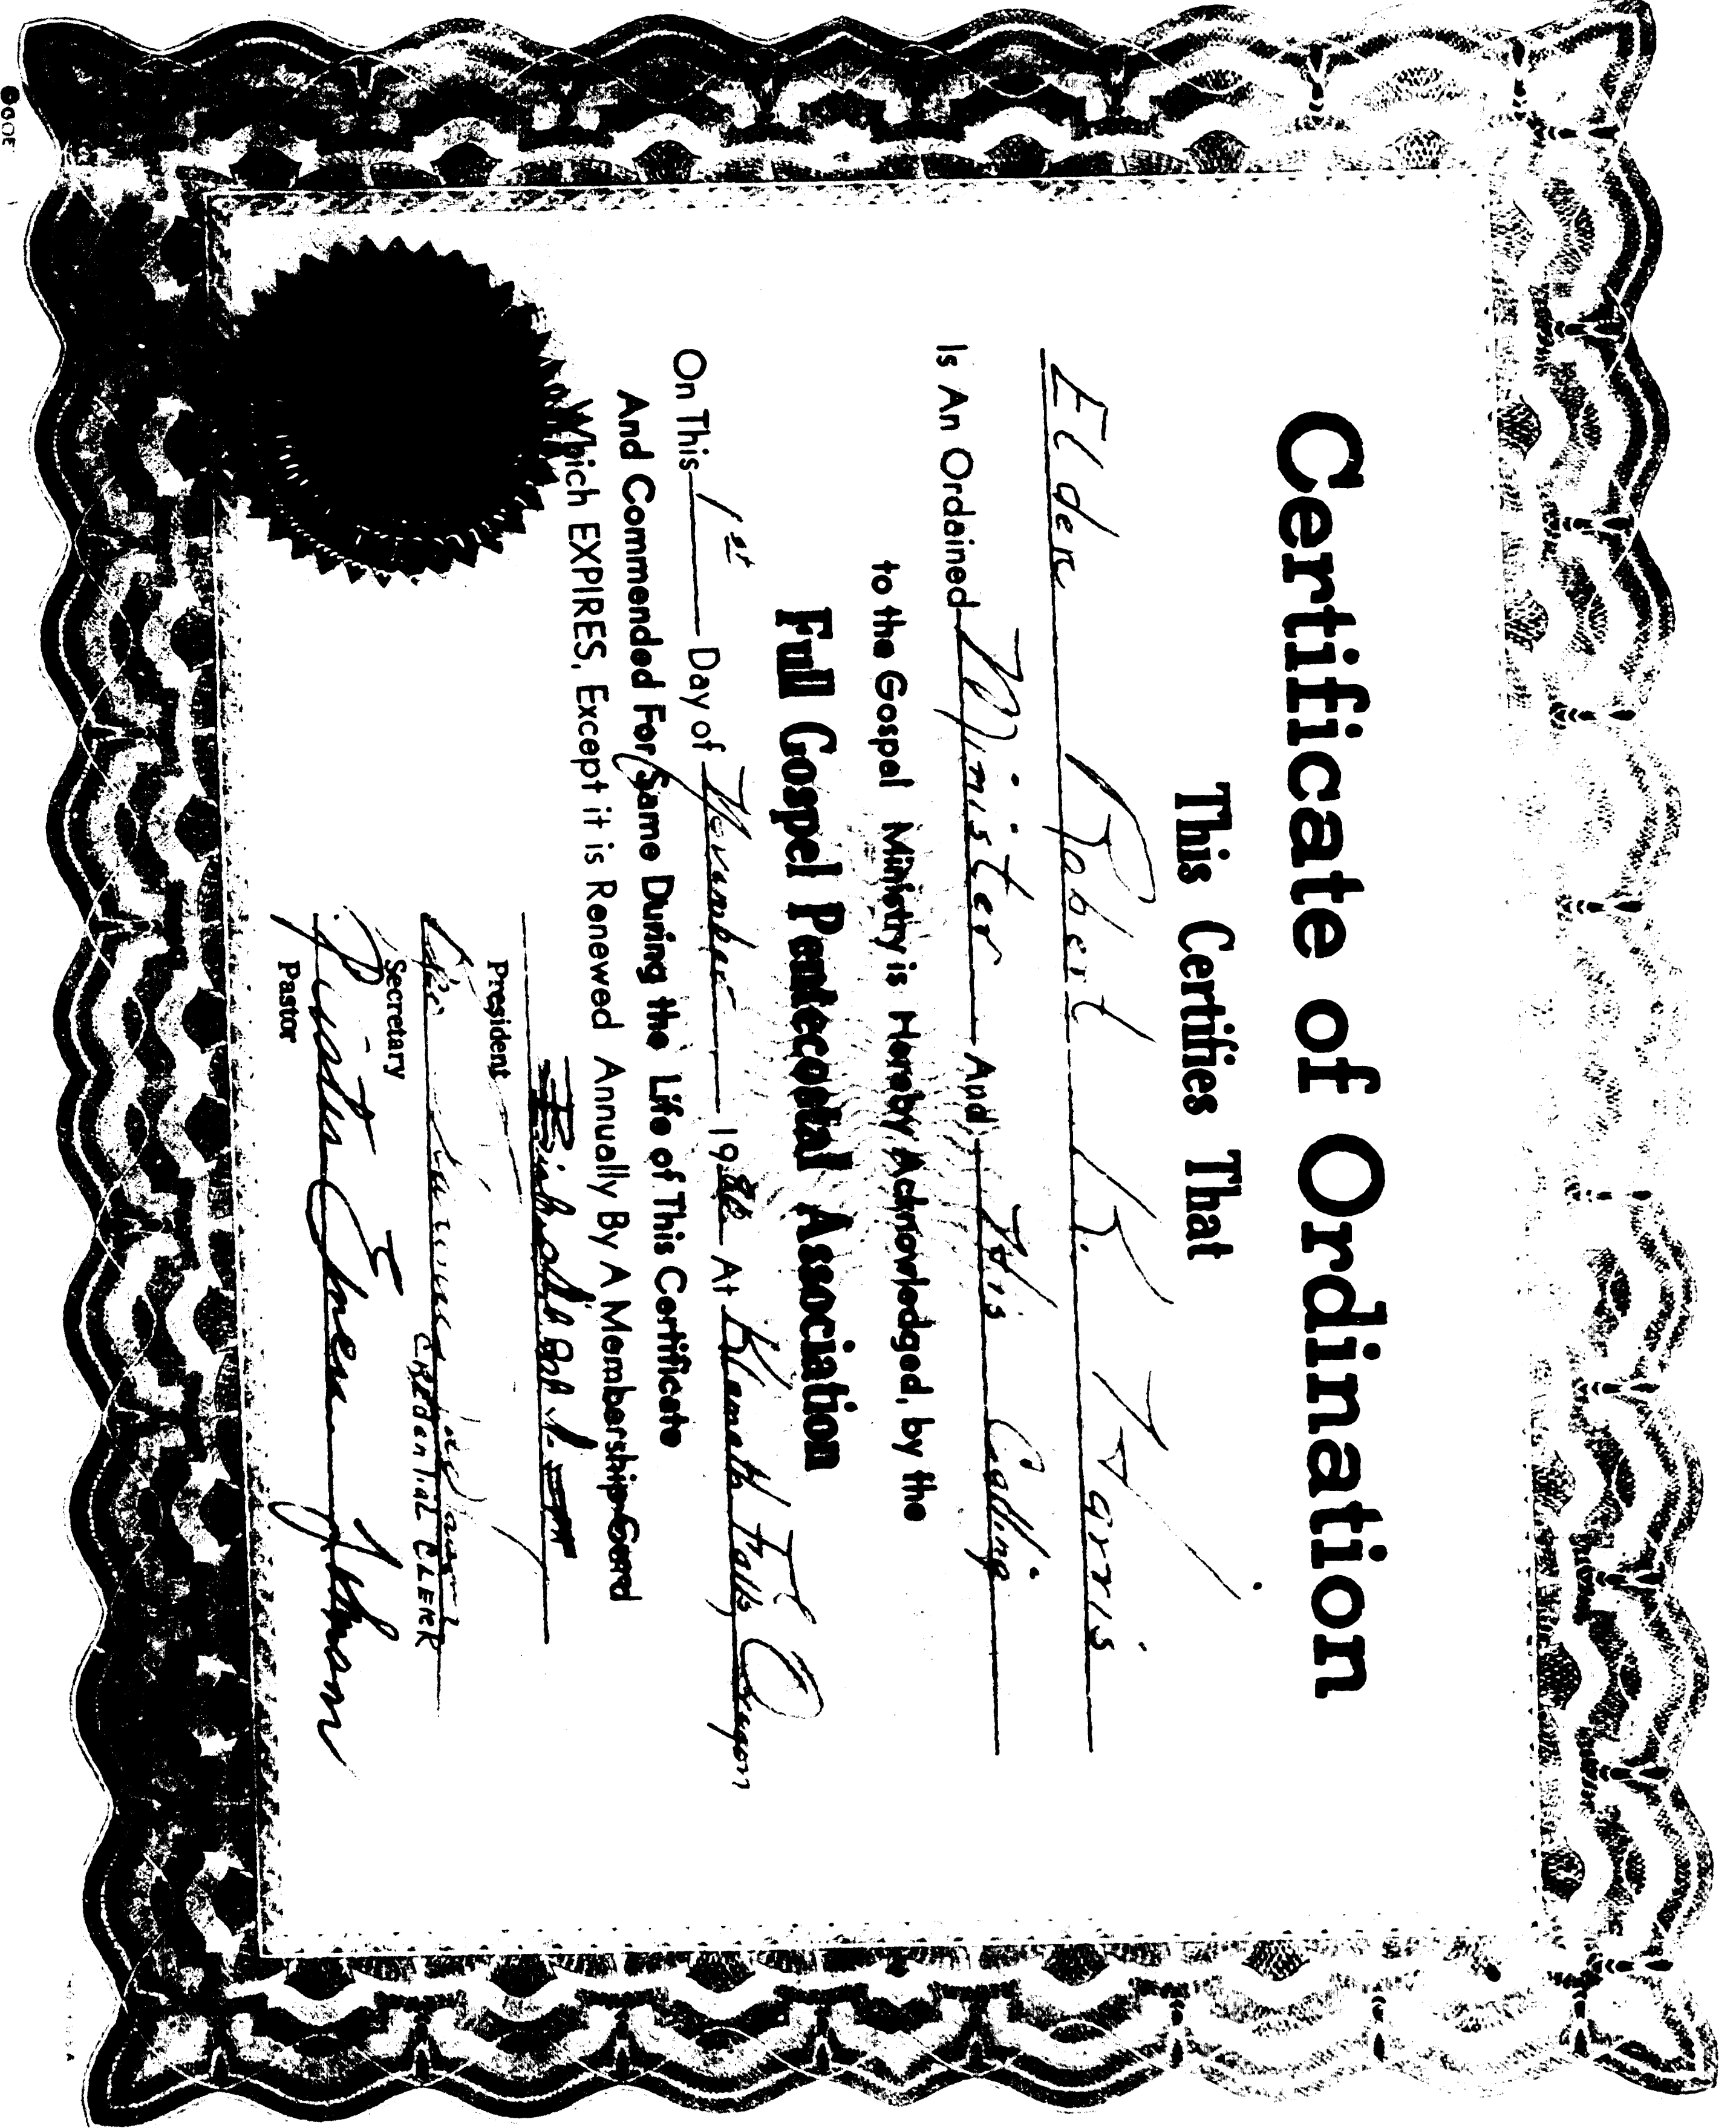 Certificate of Ordination
This Certifies That
Elden Robert K. Harris
Is An Ordained Minister And This Calling
to the Gospel Ministry is Hereby Acknowledged, by the
Full Gospel Pentecostal Association
On This 1st Day of November 19 At Klamath Falls, Oregon
And Commended For Same During the Life of This Certificate
Which EXPIRES, Except it is Renewed Annually By A Membership Card
President
CREdenTial CLERK
Secretary
Pastor